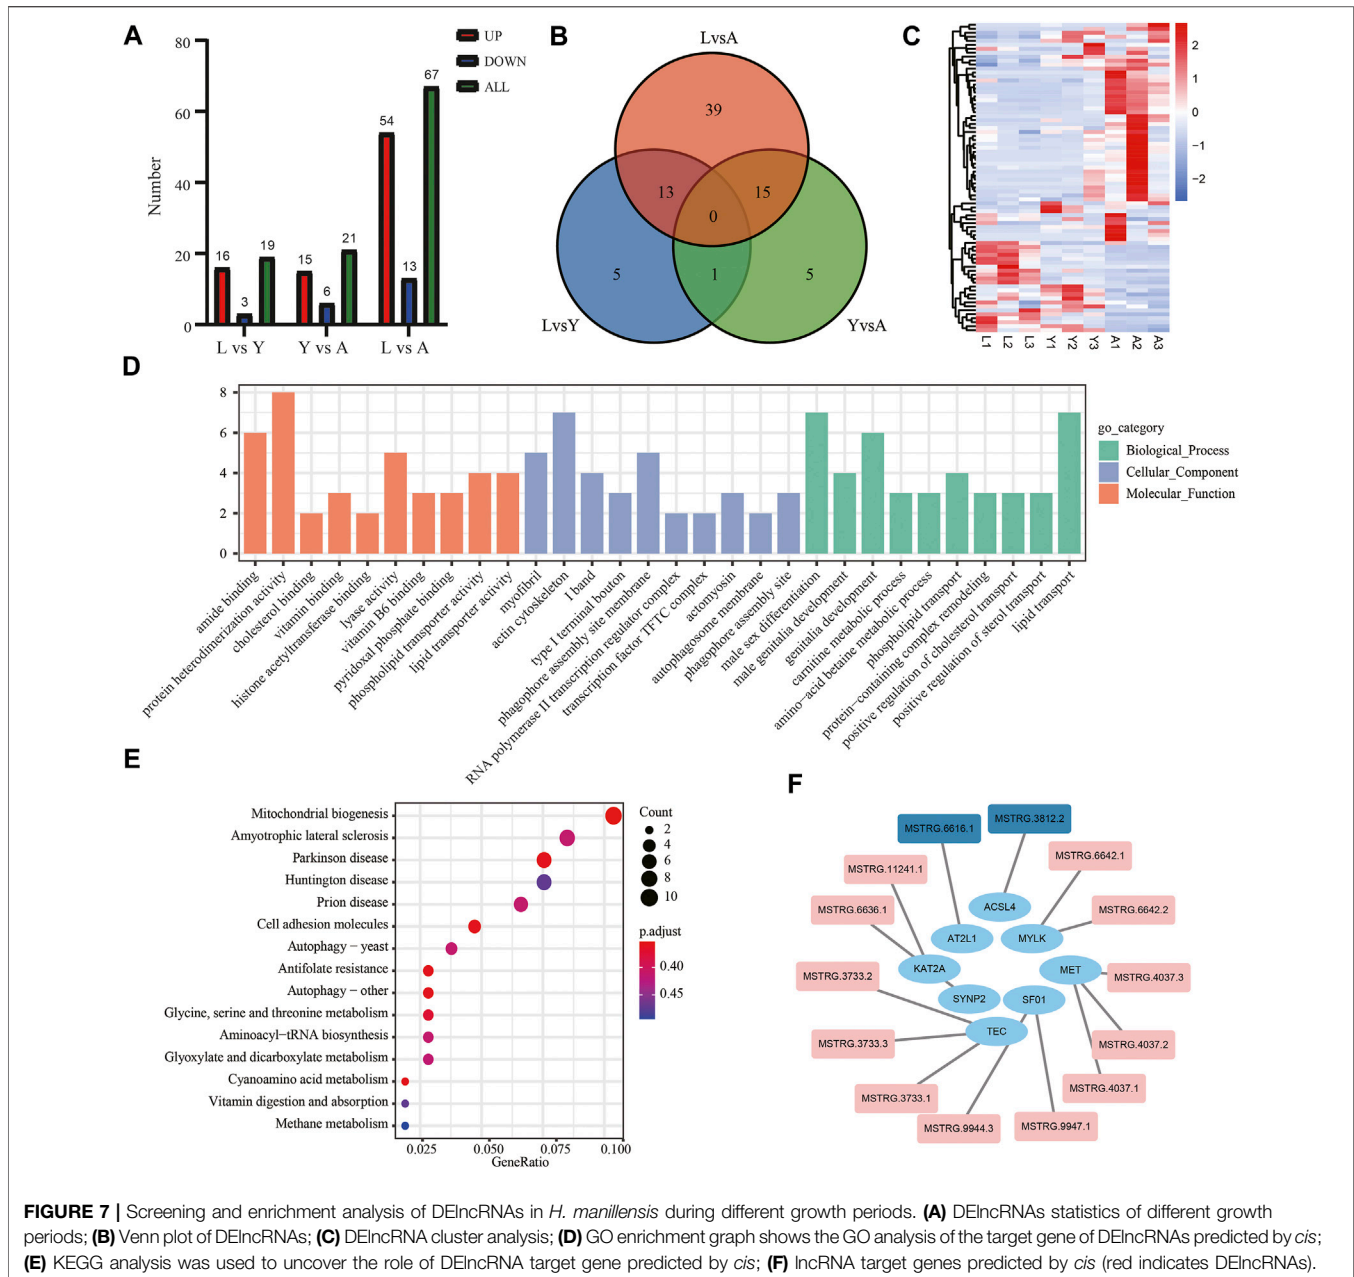 A
80
60
40
20
0
Number
UP
DOWN
ALL
16
3
19
15
6
21
54
13
67
L vs Y
Y vs A
L vs A
B
LvsA
39
13
15
0
5
1
5
LvsY
YvsA
C
2
1
0
−1
−2
L1
L2
L3
Y1
Y2
Y3
A1
A2
A3
D
8
6
4
2
0
amide binding
protein heterodimerization activity
cholesterol binding
vitamin binding
histone acetyltransferase binding
lyase activity
vitamin B6 binding
pyridoxal phosphate binding
phospholipid transporter activity
lipid transporter activity
myofibril
actin cytoskeleton
I band
type I terminal bouton
phagophore assembly site membrane
RNA polymerase II transcription regulator complex
transcription factor TFTC complex
actomyosin
autophagosome membrane
phagophore assembly site
male sex differentiation
male genitalia development
genitalia development
carnitine metabolic process
amino−acid betaine metabolic process
phospholipid transport
protein−containing complex remodeling
positive regulation of cholesterol transport
positive regulation of sterol transport
lipid transport
go_category
Biological_Process
Cellular_Component
Molecular_Function
E
Mitochondrial biogenesis
Amyotrophic lateral sclerosis
Parkinson disease
Huntington disease
Prion disease
Cell adhesion molecules
Autophagy − yeast
Antifolate resistance
Autophagy − other
Glycine, serine and threonine metabolism
Aminoacyl−tRNA biosynthesis
Glyoxylate and dicarboxylate metabolism
Cyanoamino acid metabolism
Vitamin digestion and absorption
Methane metabolism
0.025
0.050
0.075
0.100
GeneRatio
Count
2
4
6
8
10
p.adjust
0.40
0.45
F
MSTRG.6616.1
MSTRG.3812.2
MSTRG.11241.1
MSTRG.6642.1
MSTRG.6636.1
MSTRG.6642.2
ACSL4
AT2L1
MYLK
KAT2A
MET
MSTRG.3733.2
MSTRG.4037.3
SYNP2
SF01
TEC
MSTRG.3733.3
MSTRG.4037.2
MSTRG.3733.1
MSTRG.4037.1
MSTRG.9944.3
MSTRG.9947.1
FIGURE 7 | Screening and enrichment analysis of DElncRNAs in H. manillensis during different growth periods. (A) DElncRNAs statistics of different growth
periods; (B) Venn plot of DElncRNAs; (C) DElncRNA cluster analysis; (D) GO enrichment graph shows the GO analysis of the target gene of DElncRNAs predicted by cis;
(E) KEGG analysis was used to uncover the role of DElncRNA target gene predicted by cis; (F) lncRNA target genes predicted by cis (red indicates DElncRNAs).